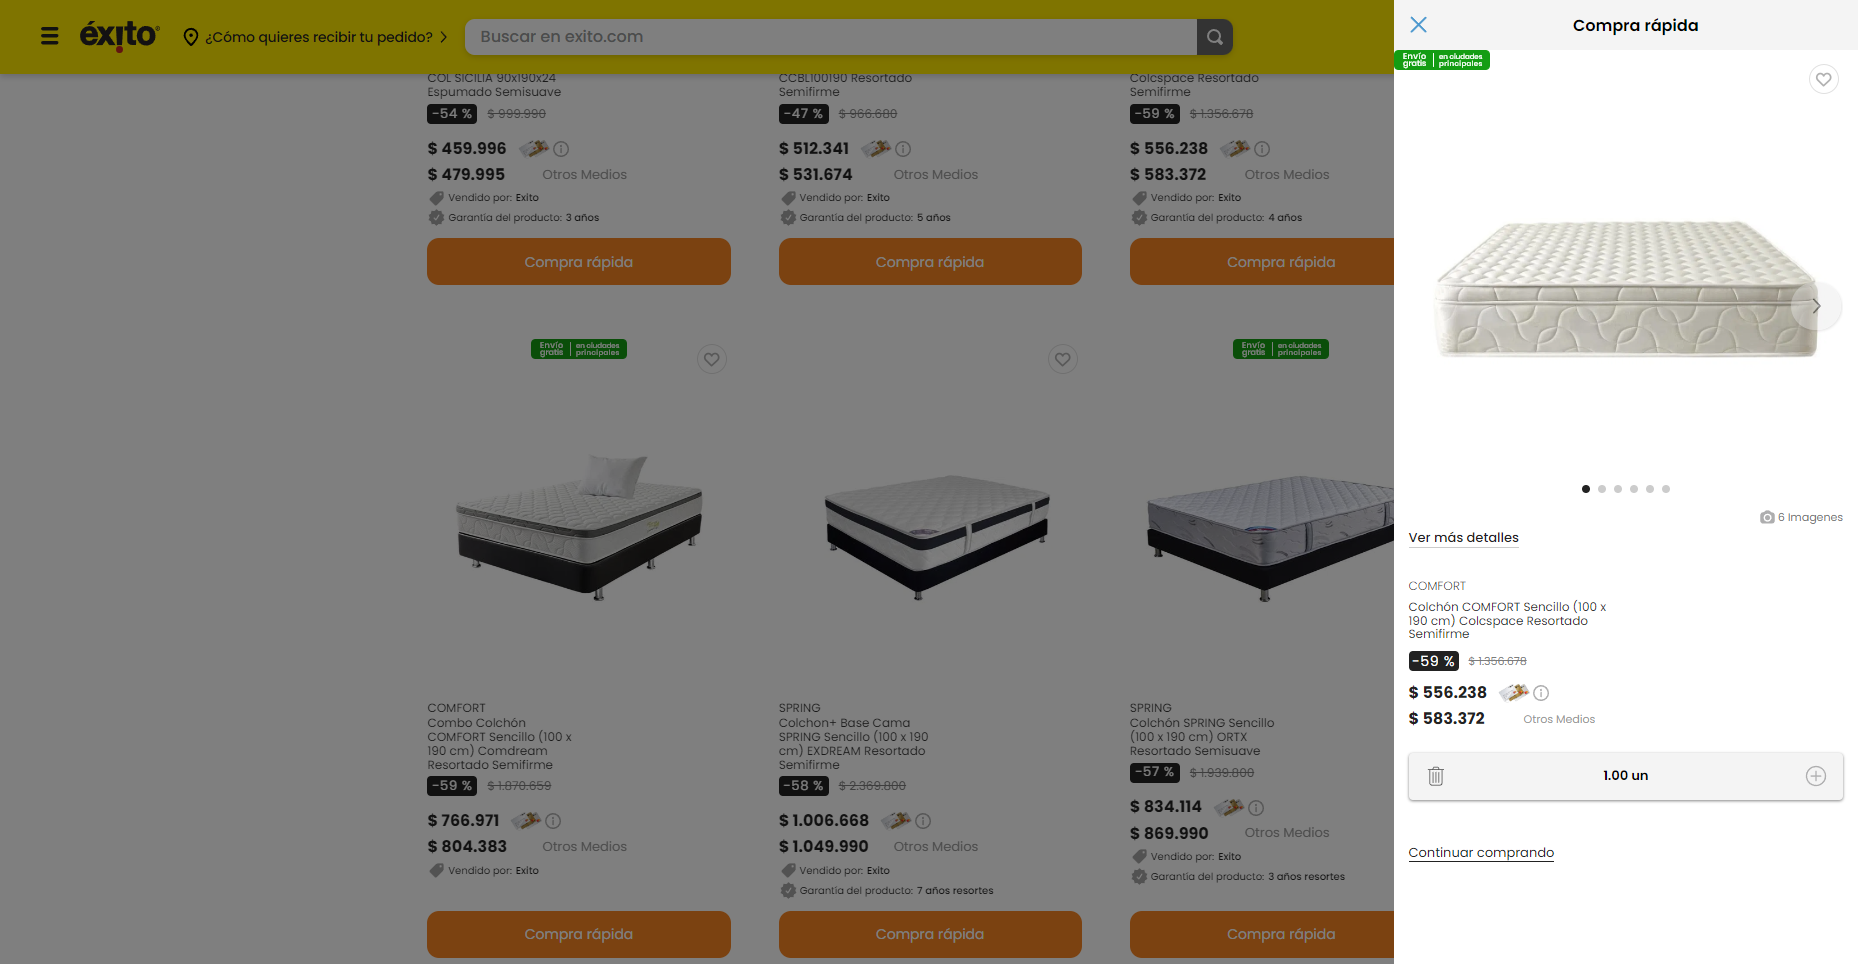 éxito
¿Cómo quieres recibir tu pedido?
Buscar en exito.com
COL SICILIA 90x190x24
Espumado Semisuave
-54 %
$ 999.990
$ 459.996
$ 479.995
Otros Medios
Vendido por: Exito
Garantía del producto: 3 años
Compra rápida
CCBL100190 Resortado
Semifirme
-47 %
$ 966.680
$ 512.341
$ 531.674
Otros Medios
Vendido por: Exito
Garantía del producto: 5 años
Compra rápida
Colcspace Resortado
Semifirme
-59 %
$ 1.356.678
$ 556.238
$ 583.372
Otros Medios
Vendido por: Exito
Garantía del producto: 4 años
Compra rápida
Envío gratis
en ciudades principales
COMFORT
Combo Colchón
COMFORT Sencillo (100 x
190 cm) Comdream
Resortado Semifirme
-59 %
$ 1.870.659
$ 766.971
$ 804.383
Otros Medios
Vendido por: Exito
Compra rápida
SPRING
Colchon+ Base Cama
SPRING Sencillo (100 x 190
cm) EXDREAM Resortado
Semifirme
-58 %
$ 2.369.800
$ 1.006.668
$ 1.049.990
Otros Medios
Vendido por: Exito
Garantía del producto: 7 años resortes
Compra rápida
Envío gratis
en ciudades principales
SPRING
Colchón SPRING Sencillo
(100 x 190 cm) ORTX
Resortado Semisuave
-57 %
$ 1.939.800
$ 834.114
$ 869.990
Otros Medios
Vendido por: Exito
Garantía del producto: 3 años resortes
Compra rápida
Compra rápida
Envío gratis
en ciudades principales
6 Imagenes
Ver más detalles
COMFORT
Colchón COMFORT Sencillo (100 x
190 cm) Colcspace Resortado
Semifirme
-59 %
$ 1.356.678
$ 556.238
$ 583.372
Otros Medios
1.00 un
Continuar comprando